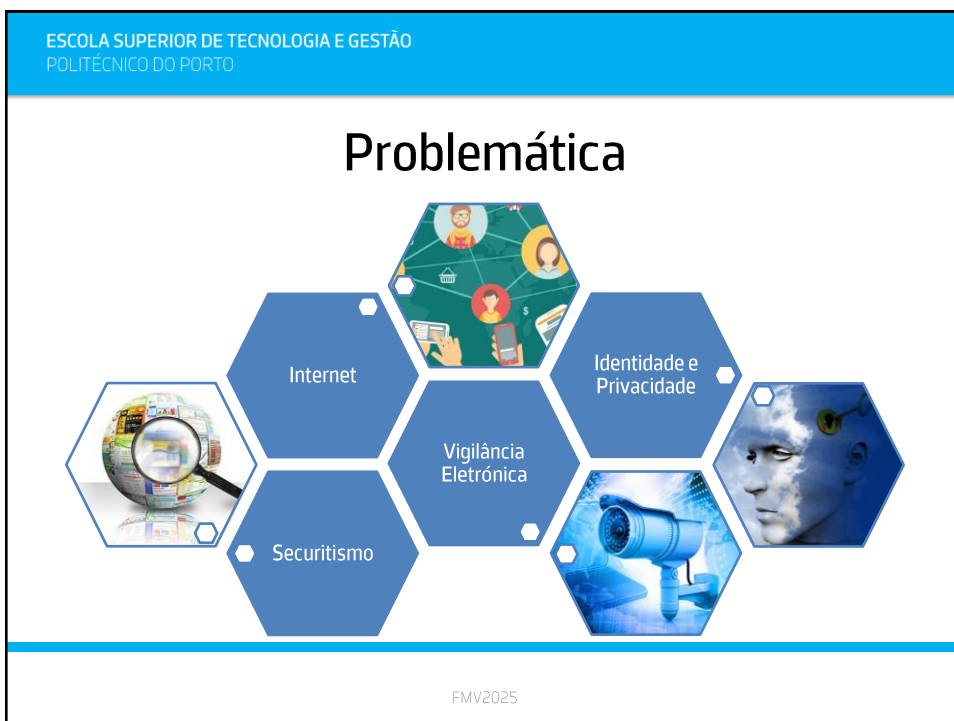 ESCOLA SUPERIOR DE TECNOLOGIA E GESTÃO
POLITÉCNICO DO PORTO
Problemática
Internet
Identidade e
Privacidade
Vigilância
Eletrónica
Securitismo
$
FMV2025